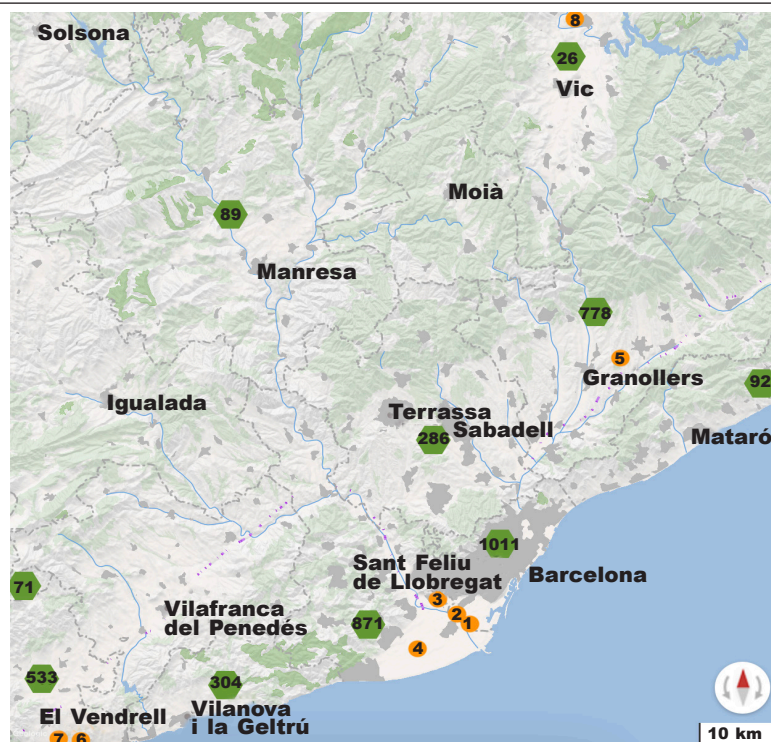 Solsona
8
26
Vic
Moià
89
Manresa
778
5
Granollers
92
Igualada
Terrassa
286
Sabadell
Mataró
1011
Sant Feliu
de Llobregat
Barcelona
71
3
Vilafranca
del Penedés
871
2
1
4
533
304
El Vendrell
Vilanova
i la Geltrú
7
6
10 km